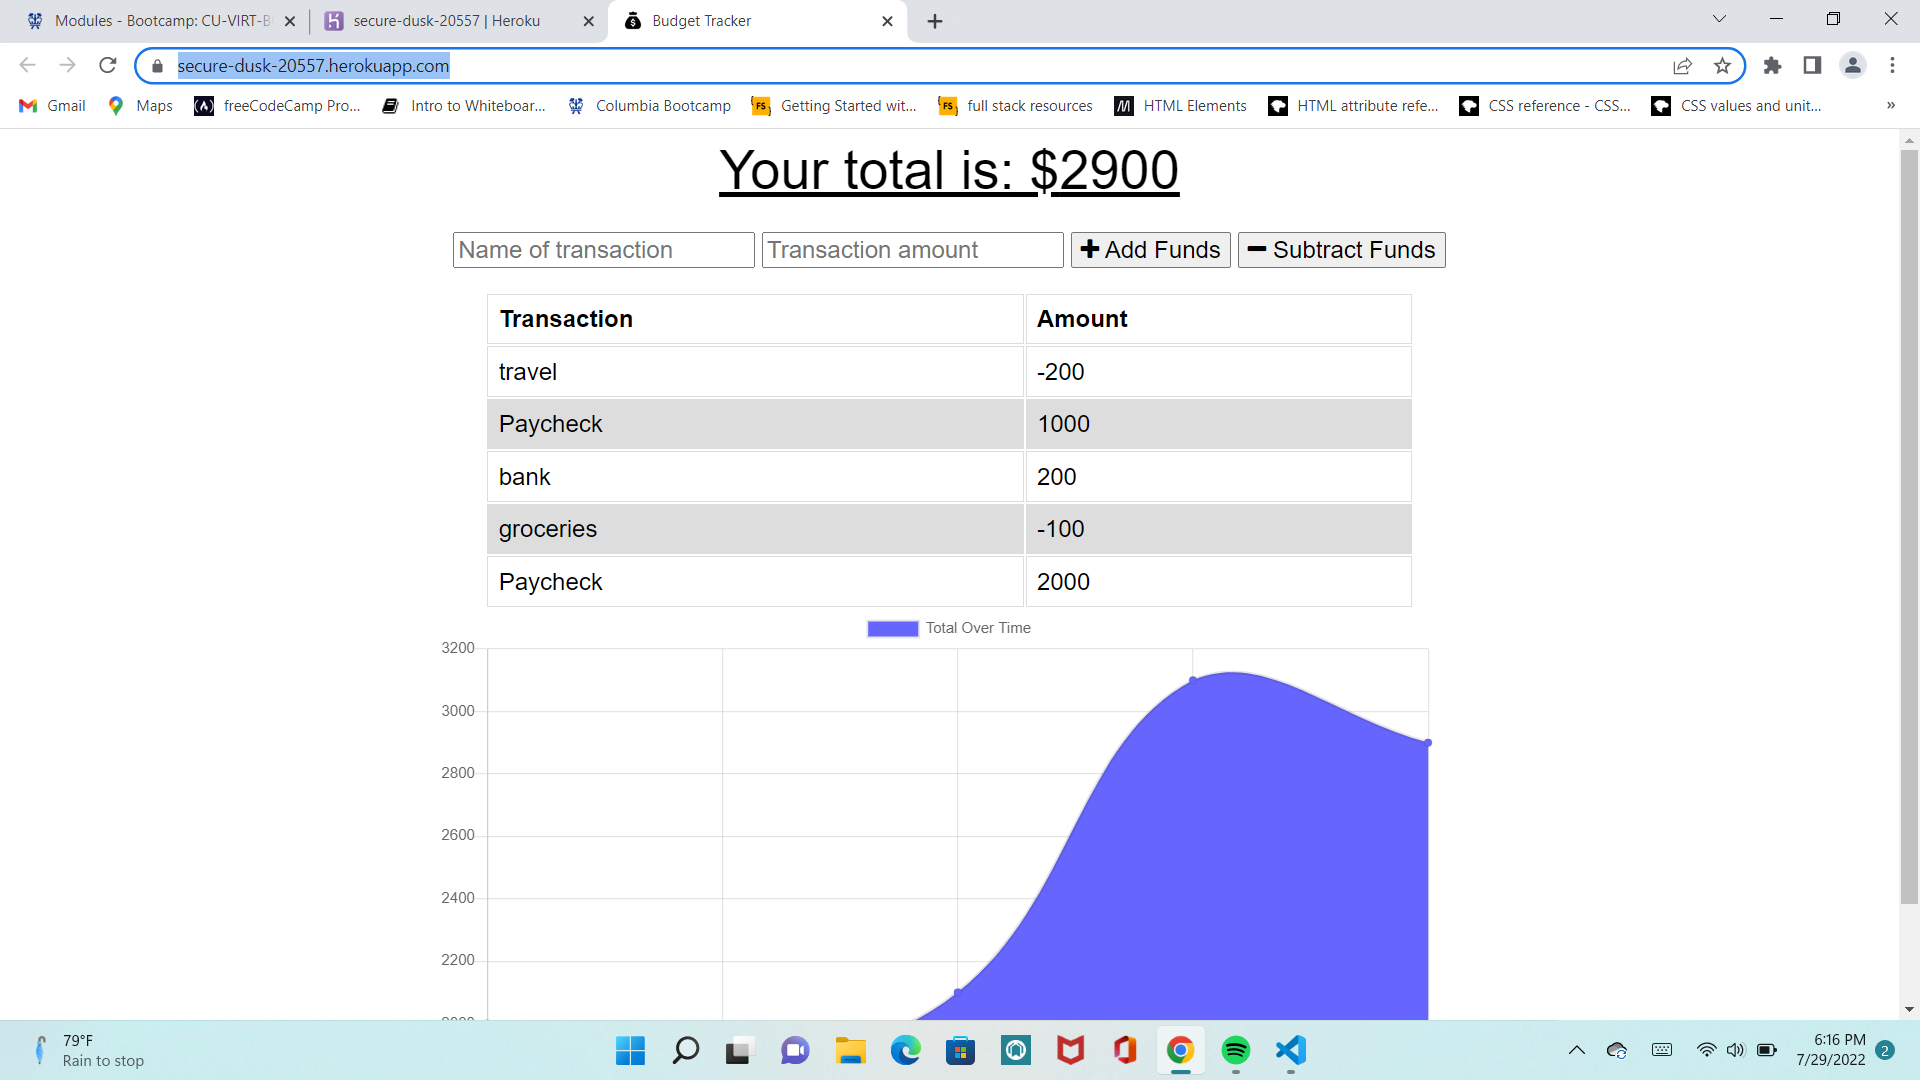 Modules - Bootcamp: CU-VIRT-B
secure-dusk-20557 | Heroku
Budget Tracker
secure-dusk-20557.herokuapp.com
Gmail
Maps
freeCodeCamp Pro...
Intro to Whiteboar...
Columbia Bootcamp
FS
Getting Started wit...
FS
full stack resources
HTML Elements
HTML attribute refe...
CSS reference - CSS...
CSS values and unit...
»
Your total is: $2900
Name of transaction
Transaction amount
Add Funds
Subtract Funds
Transaction Amount
travel -200
Paycheck 1000
bank 200
groceries -100
Paycheck 2000
Total Over Time
3200
3000
2800
2600
2400
2200
79°F
Rain to stop
6:16 PM
7/29/2022
2